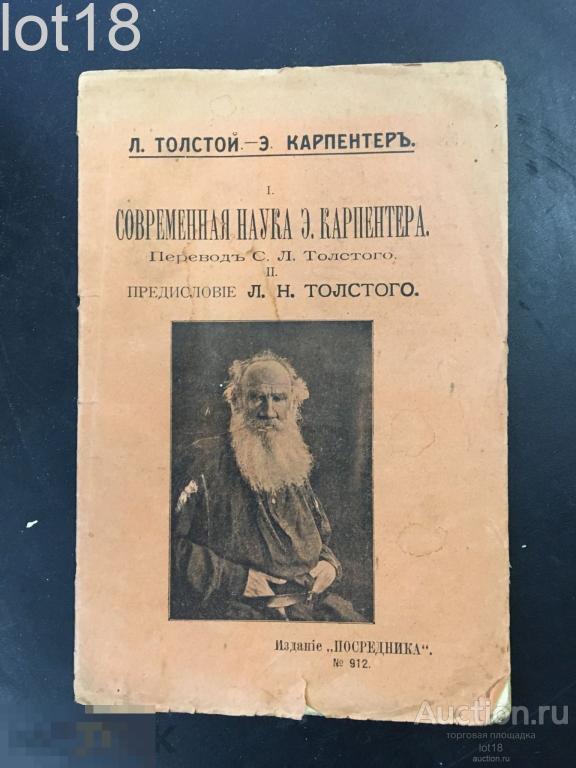 lot18
Л. ТОЛСТОЙ.—Э. КАРПЕНТЕРЪ.
I.
СОВРЕМЕННАЯ НАУКА Э. КАРПЕНТЕРА.
Переводъ С. Л. Толстого.
II.
ПРЕДИСЛОВІЕ Л. Н. ТОЛСТОГО.
Изданіе „ПОСРЕДНИКА“.
№ 912.
Auction.ru
торговая площадка
lot18
auction.ru